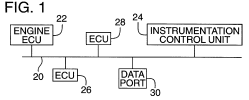 FIG. 1
22
28
24
ENGINE
ECU
ECU
INSTRUMENTATION
CONTROL UNIT
20
ECU
26
DATA
PORT
30